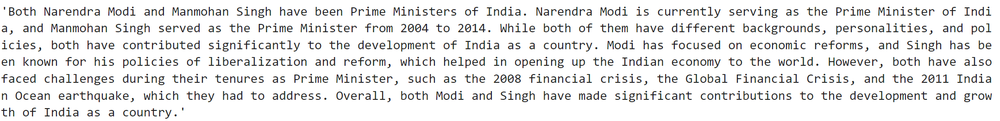 'Both Narendra Modi and Manmohan Singh have been Prime Ministers of India. Narendra Modi is currently serving as the Prime Minister of Indi
a, and Manmohan Singh served as the Prime Minister from 2004 to 2014. While both of them have different backgrounds, personalities, and pol
icies, both have contributed significantly to the development of India as a country. Modi has focused on economic reforms, and Singh has be
en known for his policies of liberalization and reform, which helped in opening up the Indian economy to the world. However, both have also
faced challenges during their tenures as Prime Minister, such as the 2008 financial crisis, the Global Financial Crisis, and the 2011 India
n Ocean earthquake, which they had to address. Overall, both Modi and Singh have made significant contributions to the development and grow
th of India as a country.'